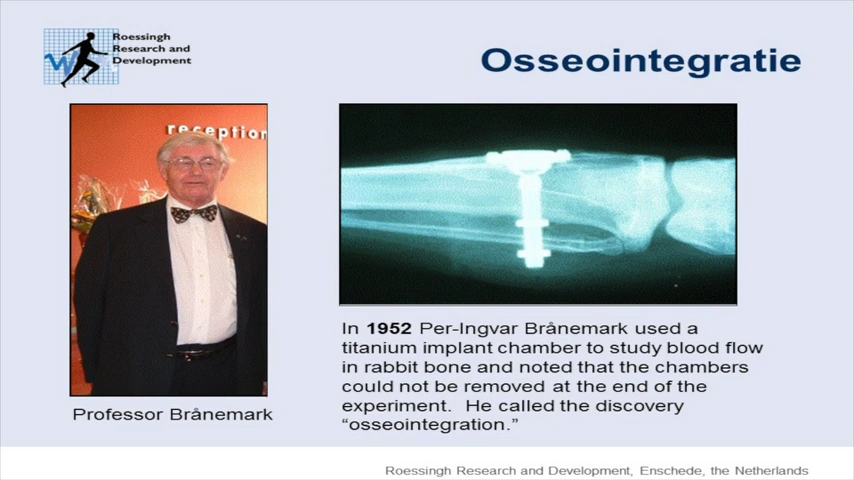 Roessingh
Research and
Development
Osseointegratie
reception
Professor Brånemark
In 1952 Per-Ingvar Brånemark used a
titanium implant chamber to study blood flow
in rabbit bone and noted that the chambers
could not be removed at the end of the
experiment.  He called the discovery
“osseointegration.”
Roessingh Research and Development, Enschede, the Netherlands